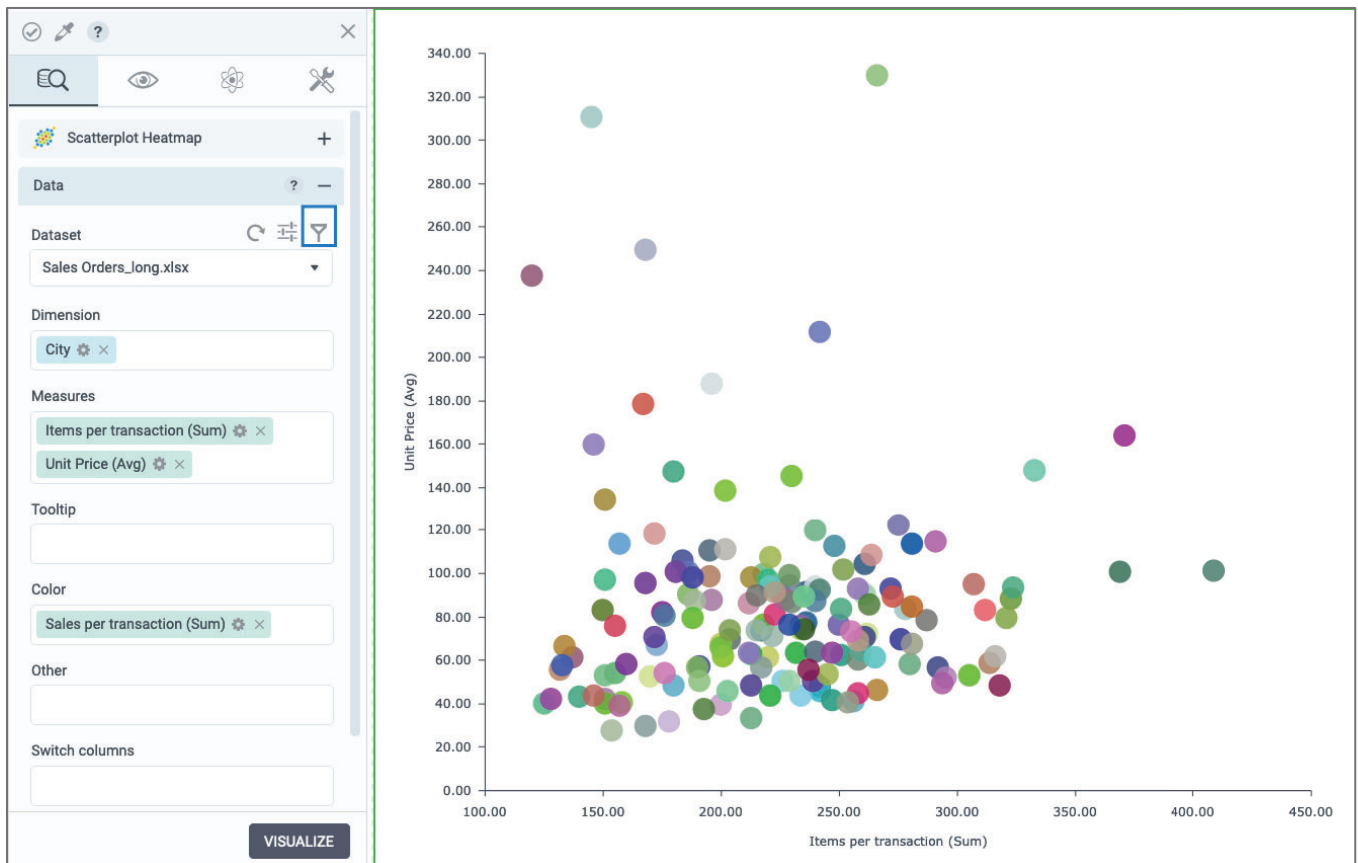 ?
Scatterplot Heatmap +
Data ? —
Dataset
Sales Orders_long.xlsx
Dimension
City ×
Measures
Items per transaction (Sum) ×
Unit Price (Avg) ×
Tooltip
Color
Sales per transaction (Sum) ×
Other
Switch columns
VISUALIZE
340.00
320.00
300.00
280.00
260.00
240.00
220.00
200.00
180.00
160.00
140.00
120.00
100.00
80.00
60.00
40.00
20.00
0.00
Unit Price (Avg)
100.00 150.00 200.00 250.00 300.00 350.00 400.00 450.00
Items per transaction (Sum)